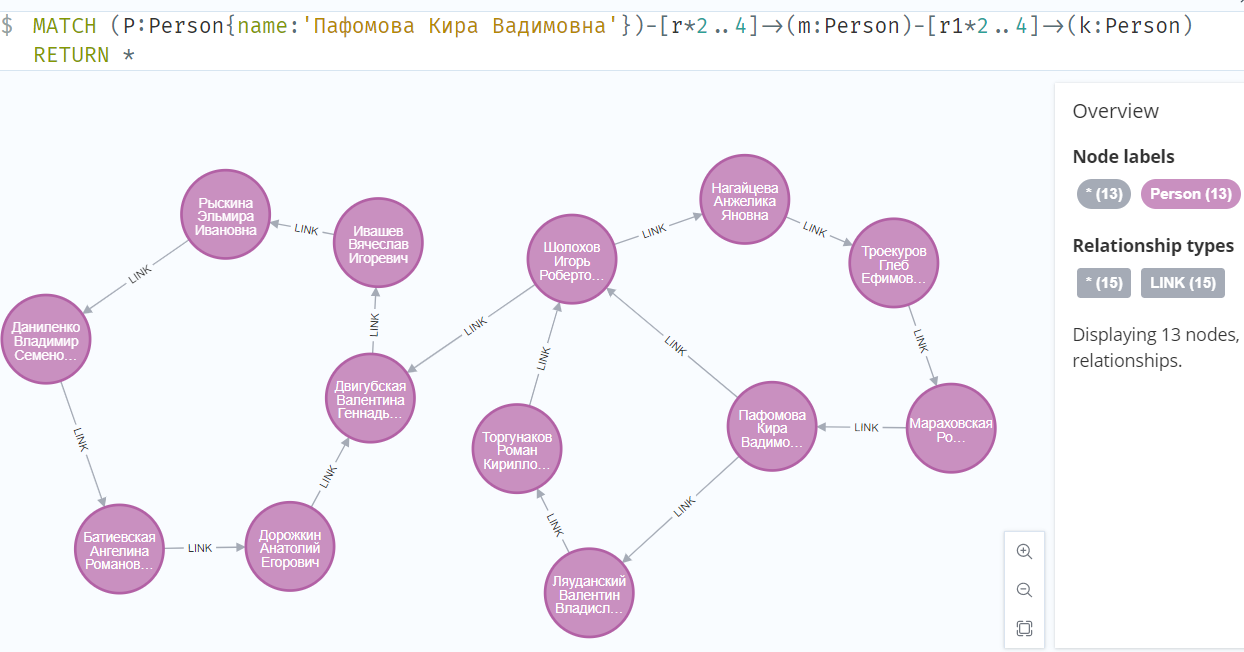 $ MATCH (P:Person{name:'Пафомова Кира Вадимовна'})-[r*2..4]->(m:Person)-[r1*2..4]->(k:Person)
RETURN *
Overview
Node labels
* (13)
Person (13)
Relationship types
* (15)
LINK (15)
Displaying 13 nodes,
relationships.
Нагайцева
Анжелика
Яновна
Рыскина
Эльмира
Ивановна
LINK
Ивашев
Вячеслав
Игоревич
LINK
LINK
Шолохов
Игорь
Роберто...
Троекуров
Глеб
Ефимов...
LINK
Даниленко
Владимир
Семено...
LINK
LINK
LINK
LINK
LINK
Двигубская
Валентина
Геннадь...
Пафомова
Кира
Вадимо...
LINK
Мараховская
Ро...
LINK
Торгунаков
Роман
Кирилло...
LINK
LINK
LINK
Батиевская
Ангелина
Романов...
LINK
Дорожкин
Анатолий
Егорович
Ляуданский
Валентин
Владисл...